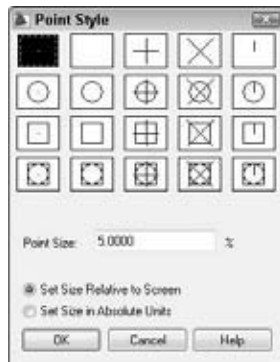 Point Style
Point Size: 5.0000 %
Set Size Relative to Screen
Set Size in Absolute Units
OK Cancel Help